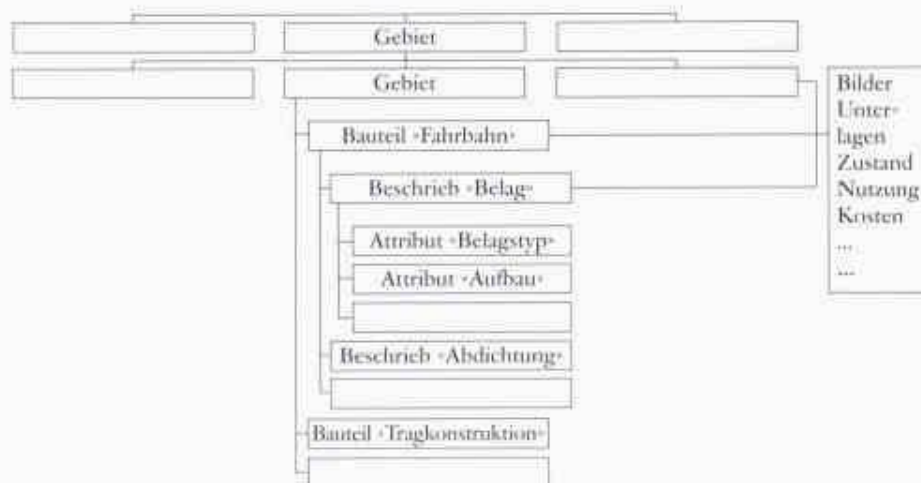 Gebiet
Gebiet
Bauteil «Fahrbahn»
Beschrieb «Belag»
Attribut «Belagstyp»
Attribut «Aufbau»
Beschrieb «Abdichtung»
Bauteil «Tragkonstruktion»
Bilder
Unter-
lagen
Zustand
Nutzung
Kosten
...
...